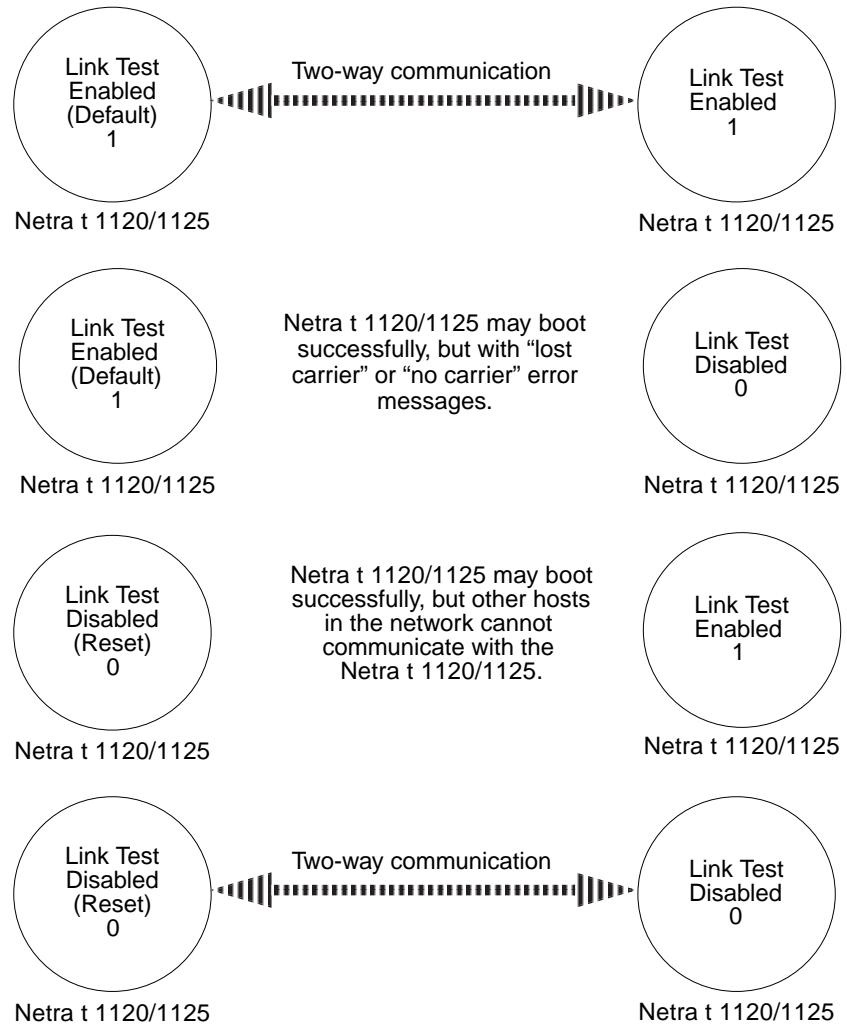 Link Test
Enabled
(Default)
1
Two-way communication
Link Test
Enabled
1
Netra t 1120/1125
Netra t 1120/1125
Link Test
Enabled
(Default)
1
Netra t 1120/1125 may boot
successfully, but with “lost
carrier” or “no carrier” error
messages.
Link Test
Disabled
0
Netra t 1120/1125
Netra t 1120/1125
Link Test
Disabled
(Reset)
0
Netra t 1120/1125 may boot
successfully, but other hosts
in the network cannot
communicate with the
Netra t 1120/1125.
Link Test
Enabled
1
Netra t 1120/1125
Netra t 1120/1125
Link Test
Disabled
(Reset)
0
Two-way communication
Link Test
Disabled
0
Netra t 1120/1125
Netra t 1120/1125